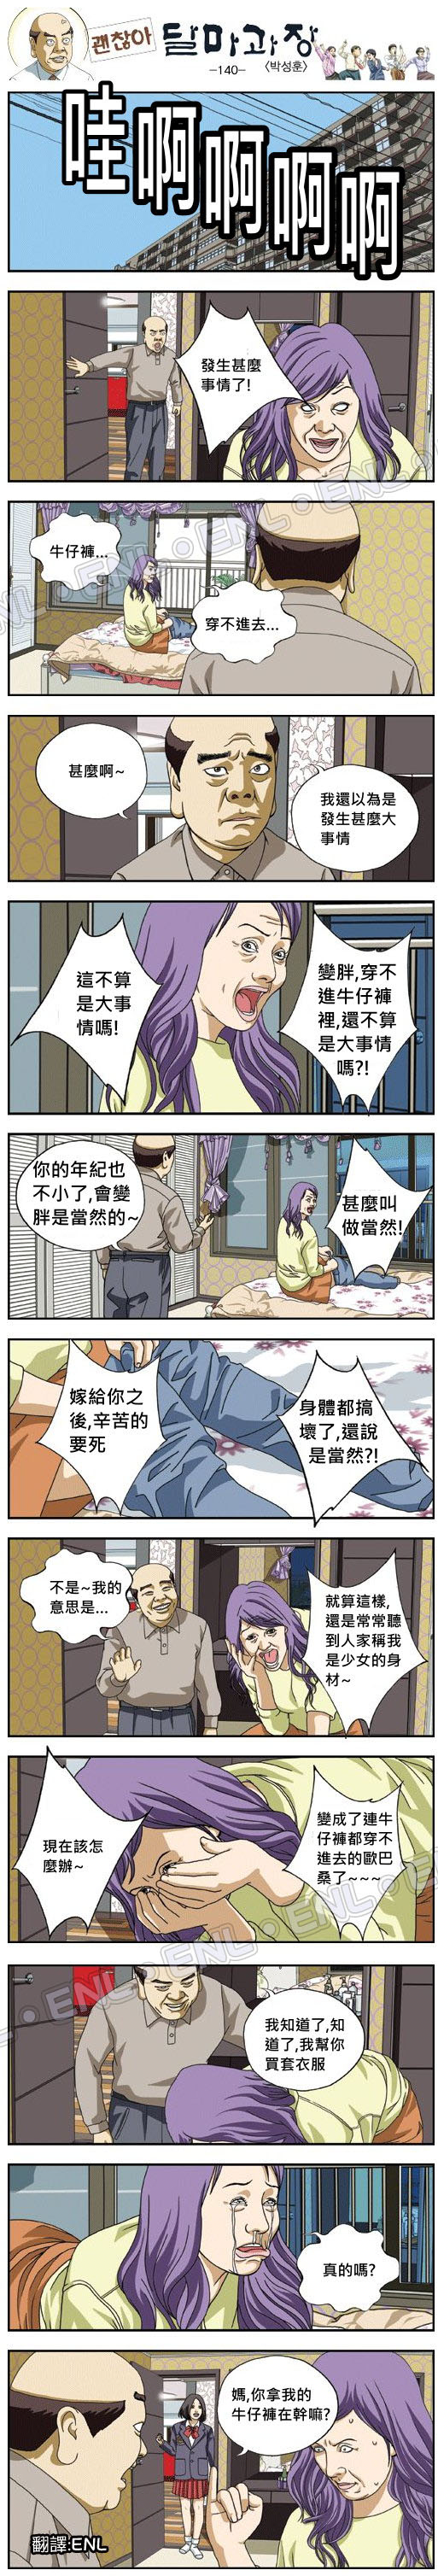 괜찮아
달마과장
-140-
<박성훈>
哇啊啊啊啊
發生甚麼
事情了!
牛仔褲...
穿不進去...
甚麼啊~
我還以為是
發生甚麼大
事情
這不算
是大事
情嗎!
變胖,穿不
進牛仔褲
裡,還不算
是大事情
嗎?!
你的年紀也
不小了,會變
胖是當然的~
甚麼叫
做當然!
嫁給你之
後,辛苦的
要死
身體都搞
壞了,還說
是當然?!
不是~我的
意思是...
就算這樣,
還是常常聽
到人家稱我
是少女的身
材~
現在該怎
麼辦~
變成了連牛
仔褲都穿不
進去的歐巴
桑了~~~
我知道了,知
道了,我幫你
買套衣服
真的嗎?
媽,你拿我的
牛仔褲在幹嘛?
翻譯:ENL